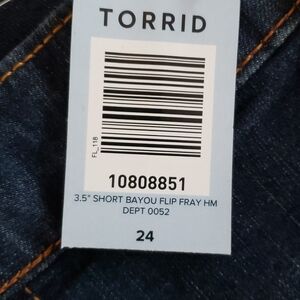 TORRID
FL_118
10808851
3.5" SHORT BAYOU FLIP FRAY HM
DEPT 0052
24